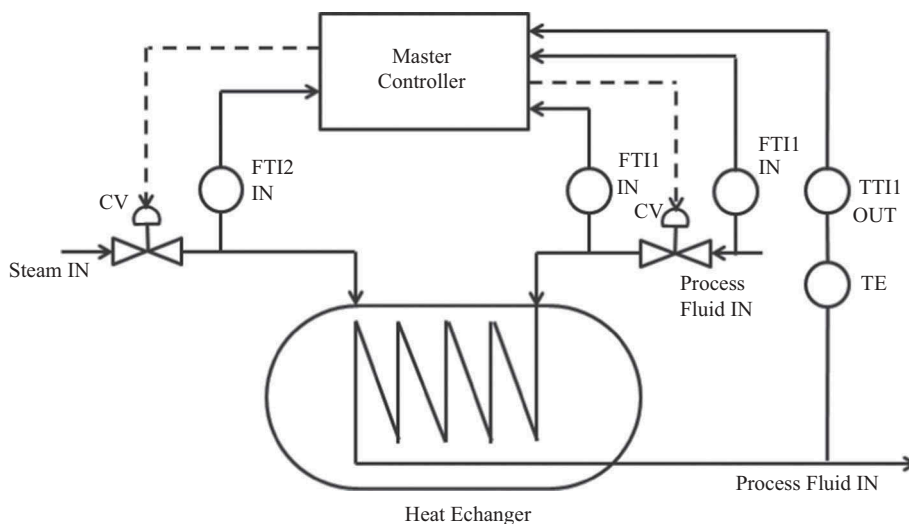 Master
Controller
FTI2
IN
FTI1
IN
FTI1
IN
TTI1
OUT
CV
CV
Steam IN
Process
Fluid IN
TE
Process Fluid IN
Heat Echanger